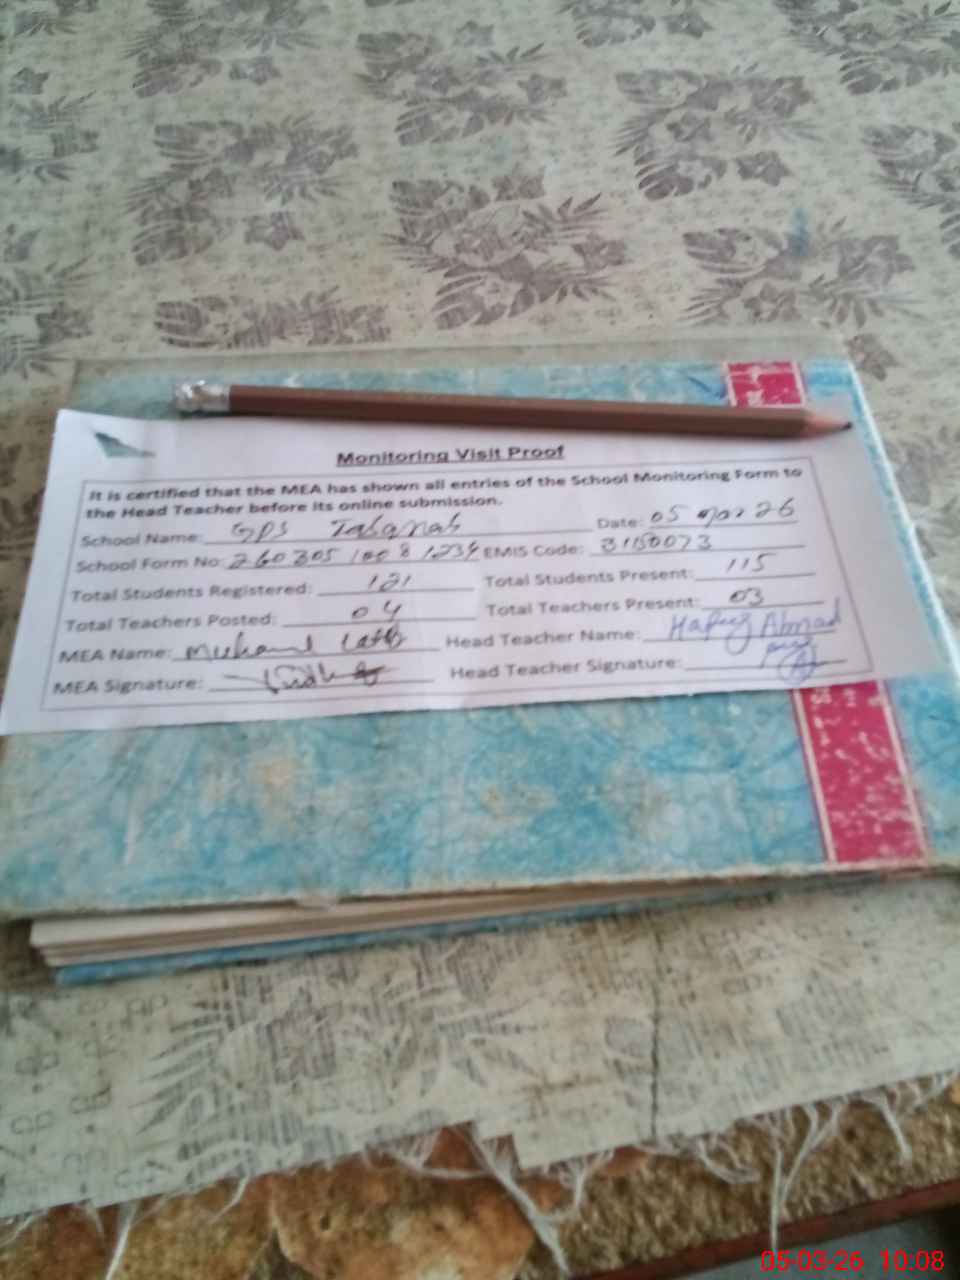 Monitoring Visit Proof
It is certified that the MEA has shown all entries of the School Monitoring Form to
the Head Teacher before its online submission.
School Name: GPS Date: 05 Mar 26
School Form No: EMIS Code:
Total Students Registered: 121 Total Students Present: 115
Total Teachers Posted: 04 Total Teachers Present: 03
MEA Name: Head Teacher Name: Ahmad
MEA Signature: Head Teacher Signature:
05-03-26 10:08